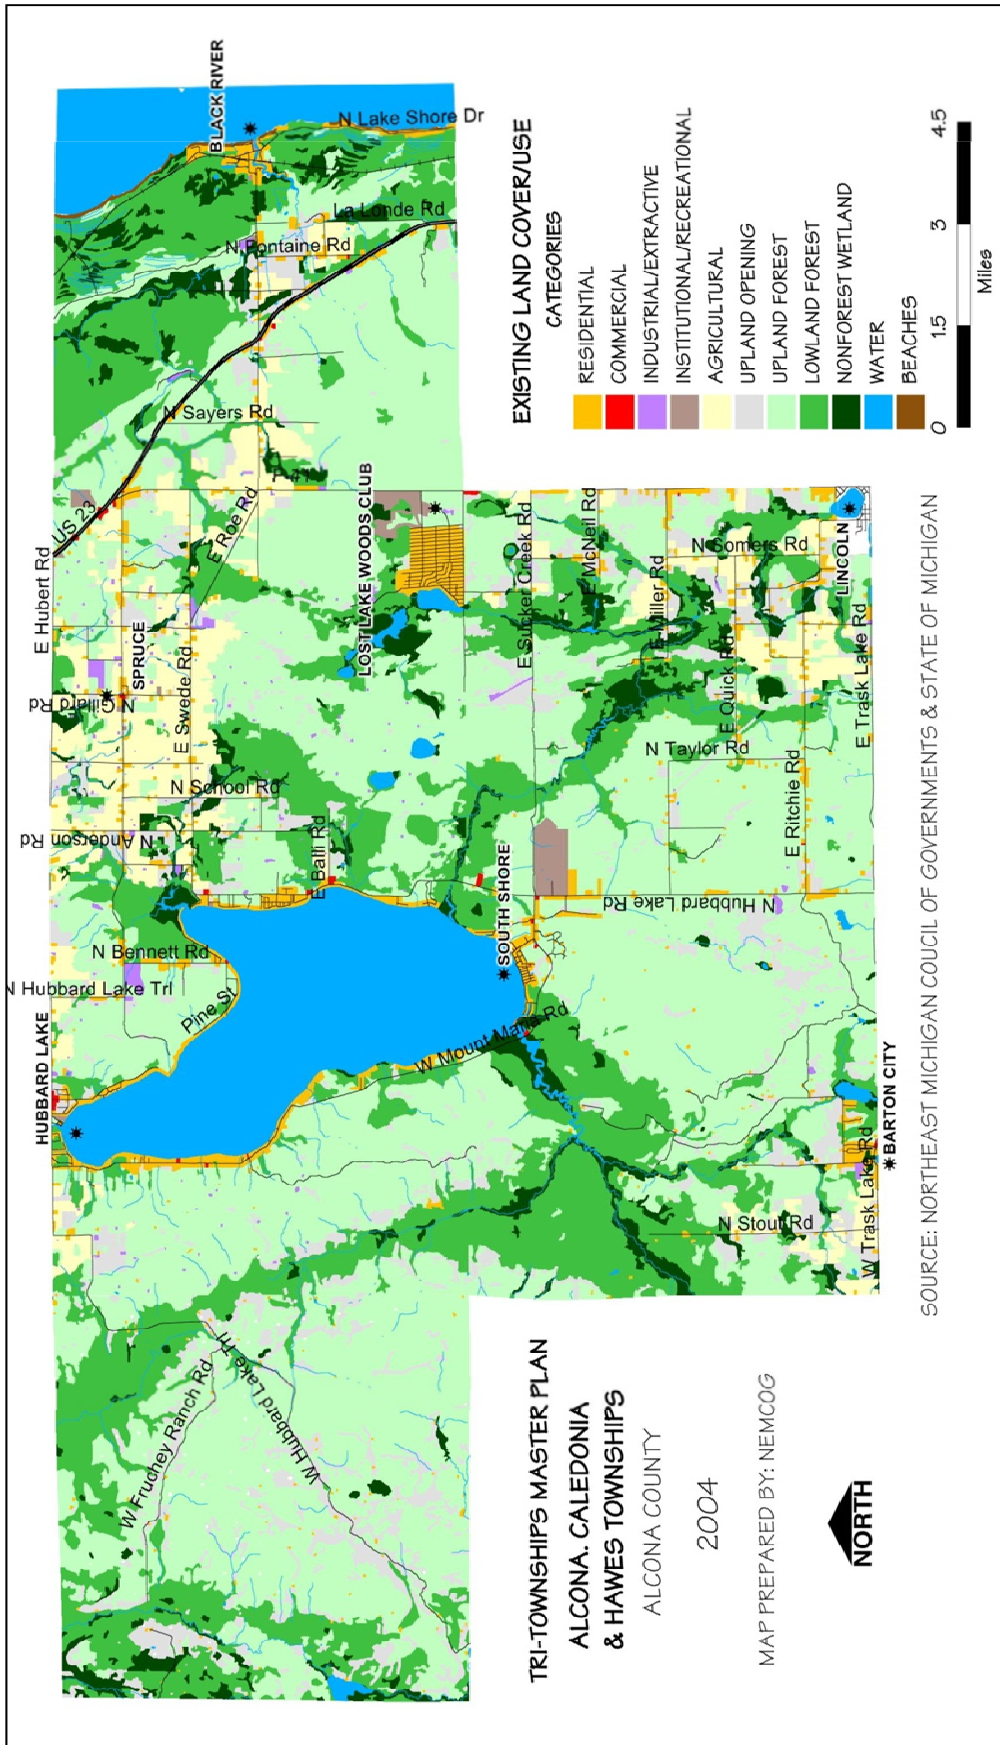 HUBBARD LAKE
N Hubbard Lake Trl
N Bennett Rd
Pine St
N Anderson Rd
N School Rd
N Gillard Rd
SPRUCE
E Swede Rd
E Hubert Rd
US 23
E Roe Rd
N Sayers Rd
N Fontaine Rd
La Londe Rd
BLACK RIVER
N Lake Shore Dr
E Balli Rd
LOST LAKE WOODS CLUB
W Fruchey Ranch Rd
W Hubbard Lake Trl
W Mount Maria Rd
SOUTH SHORE
E Sucker Creek Rd
E McNeil Rd
E Miller Rd
N Somers Rd
N Hubbard Lake Rd
N Taylor Rd
E Quick Rd
E Ritchie Rd
LINCOLN
E Trask Lake Rd
N Stout Rd
W Trask Lake Rd
BARTON CITY
EXISTING LAND COVER/USE
CATEGORIES
RESIDENTIAL
COMMERCIAL
INDUSTRIAL/EXTRACTIVE
INSTITUTIONAL/RECREATIONAL
AGRICULTURAL
UPLAND OPENING
UPLAND FOREST
LOWLAND FOREST
NONFOREST WETLAND
WATER
BEACHES
0 1.5 3 4.5
Miles
TRI-TOWNSHIPS MASTER PLAN
ALCONA. CALEDONIA
& HAWES TOWNSHIPS
ALCONA COUNTY
2004
MAP PREPARED BY: NEMCOG
NORTH
SOURCE: NORTHEAST MICHIGAN COUCIL OF GOVERNMENTS & STATE OF MICHIGAN